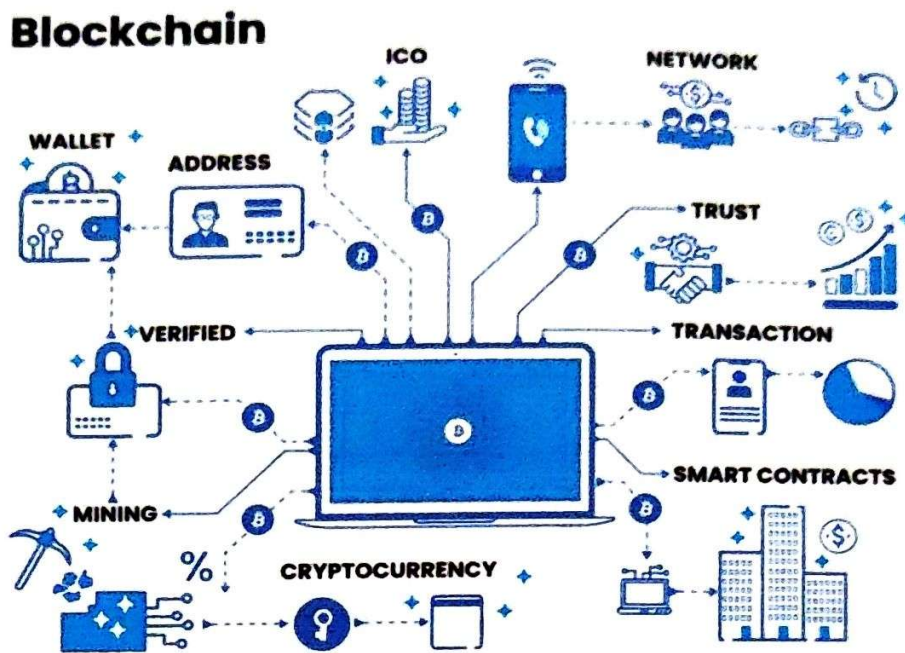 Blockchain
ICO
NETWORK
WALLET
ADDRESS
TRUST
VERIFIED
TRANSACTION
SMART CONTRACTS
MINING
%
CRYPTOCURRENCY